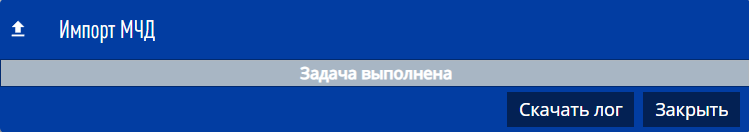 Импорт МЧД
Задача выполнена
Скачать лог
Закрыть